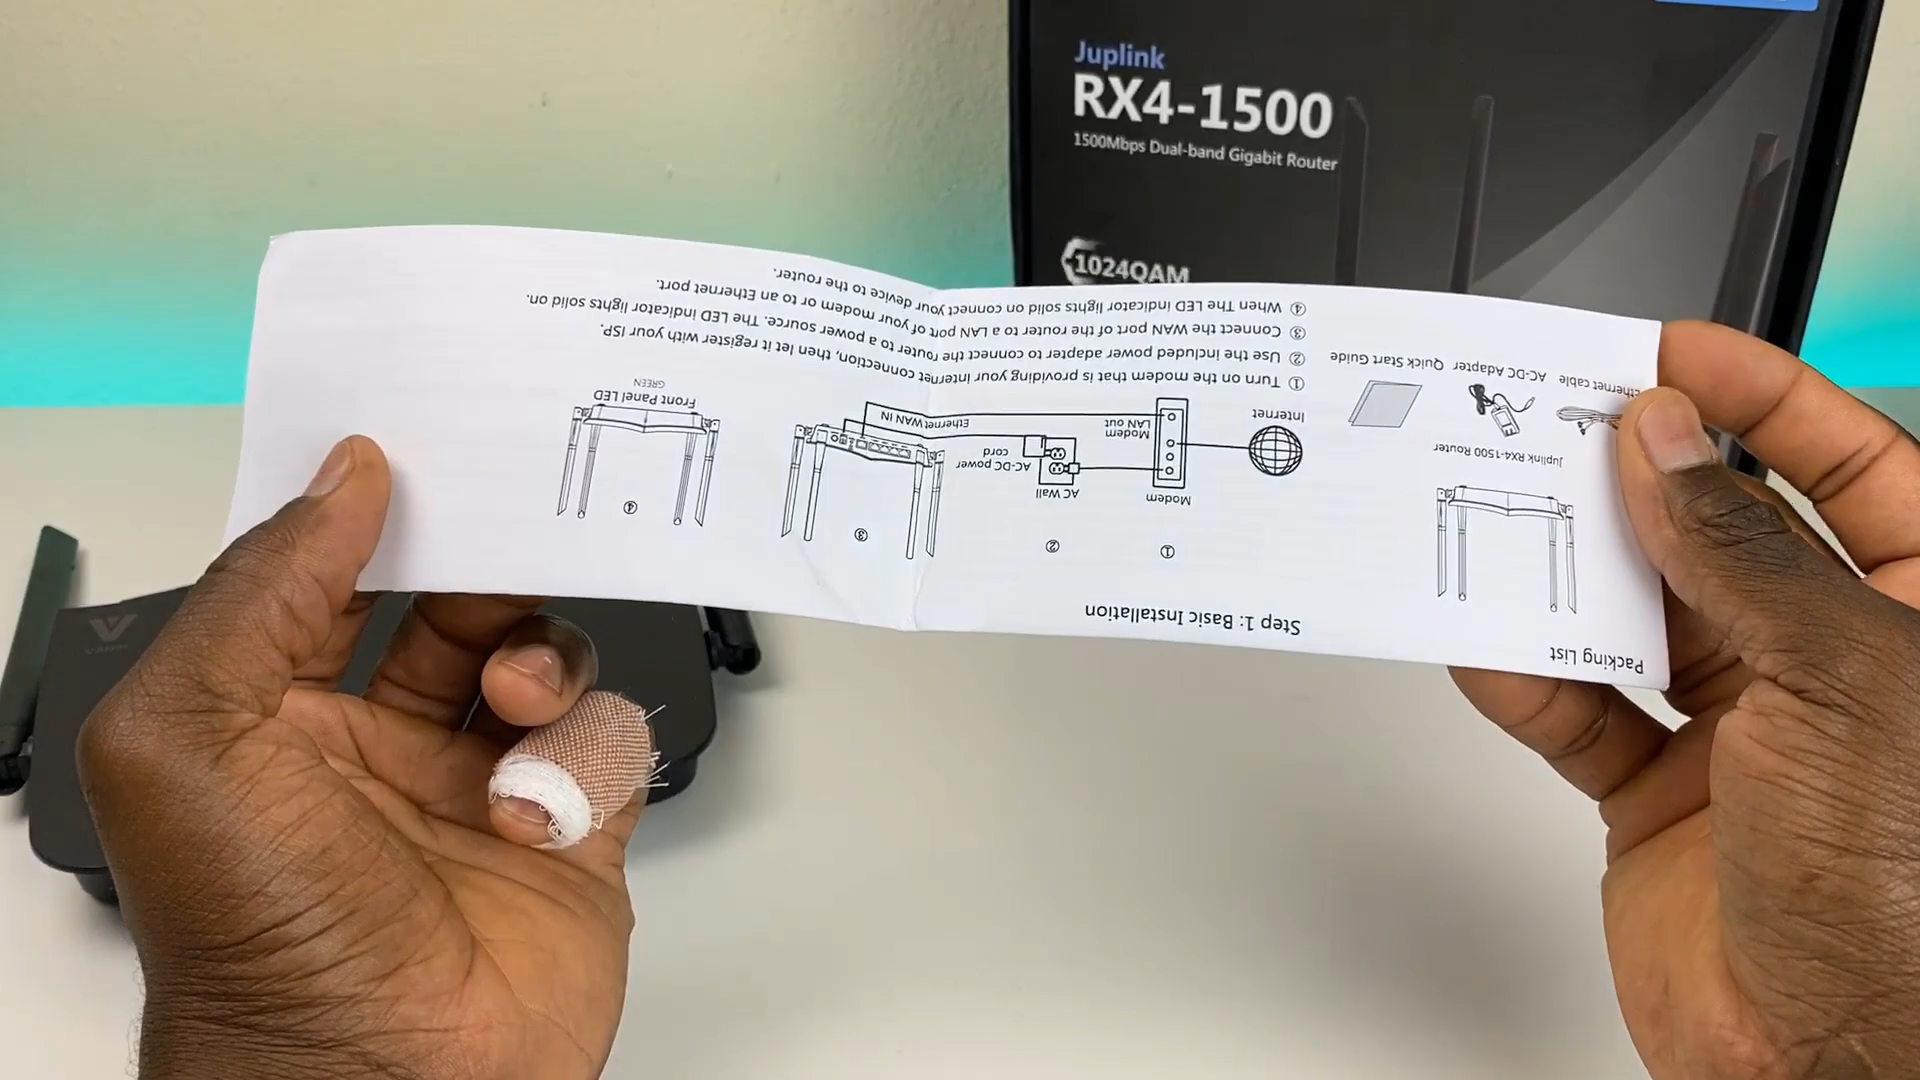 Juplink
RX4-1500
1500Mbps Dual-band Gigabit Router
1024QAM
Packing List
Juplink RX4-1500 Router
Ethernet cable
AC-DC Adapter
Quick Start Guide
Step 1: Basic Installation
①
②
③
④
Internet
Modem
Modem
LAN out
AC Wall
AC-DC power
cord
Ethernet WAN IN
Front Panel LED
GREEN
① Turn on the modem that is providing your internet connection, then let it register with your ISP.
② Use the included power adapter to connect the router to a power source. The LED indicator lights solid on.
③ Connect the WAN port of the router to a LAN port of your modem or to an Ethernet port.
④ When The LED indicator lights solid on connect your device to the router.